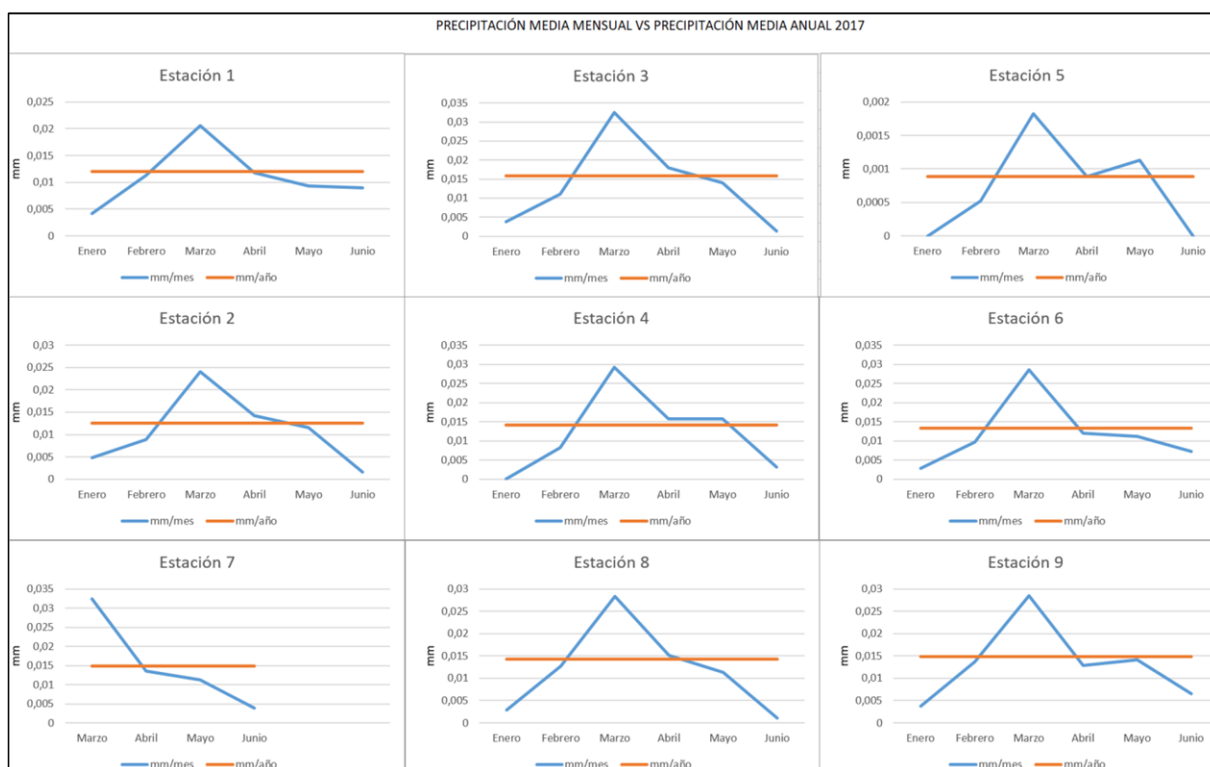 PRECIPITACIÓN MEDIA MENSUAL VS PRECIPITACIÓN MEDIA ANUAL 2017
Estación 1
0,025
0,02
0,015
0,01
0,005
0
mm
Enero Febrero Marzo Abril Mayo Junio
mm/mes mm/año
Estación 3
0,035
0,03
0,025
0,02
0,015
0,01
0,005
0
mm
Enero Febrero Marzo Abril Mayo Junio
mm/mes mm/año
Estación 5
0,002
0,0015
0,001
0,0005
0
mm
Enero Febrero Marzo Abril Mayo Junio
mm/mes mm/año
Estación 2
0,03
0,025
0,02
0,015
0,01
0,005
0
mm
Enero Febrero Marzo Abril Mayo Junio
mm/mes mm/año
Estación 4
0,035
0,03
0,025
0,02
0,015
0,01
0,005
0
mm
Enero Febrero Marzo Abril Mayo Junio
mm/mes mm/año
Estación 6
0,035
0,03
0,025
0,02
0,015
0,01
0,005
0
mm
Enero Febrero Marzo Abril Mayo Junio
mm/mes mm/año
Estación 7
0,035
0,03
0,025
0,02
0,015
0,01
0,005
0
mm
Marzo Abril Mayo Junio
mm/mes mm/año
Estación 8
0,03
0,025
0,02
0,015
0,01
0,005
0
mm
Enero Febrero Marzo Abril Mayo Junio
mm/mes mm/año
Estación 9
0,03
0,025
0,02
0,015
0,01
0,005
0
mm
Enero Febrero Marzo Abril Mayo Junio
mm/mes mm/año